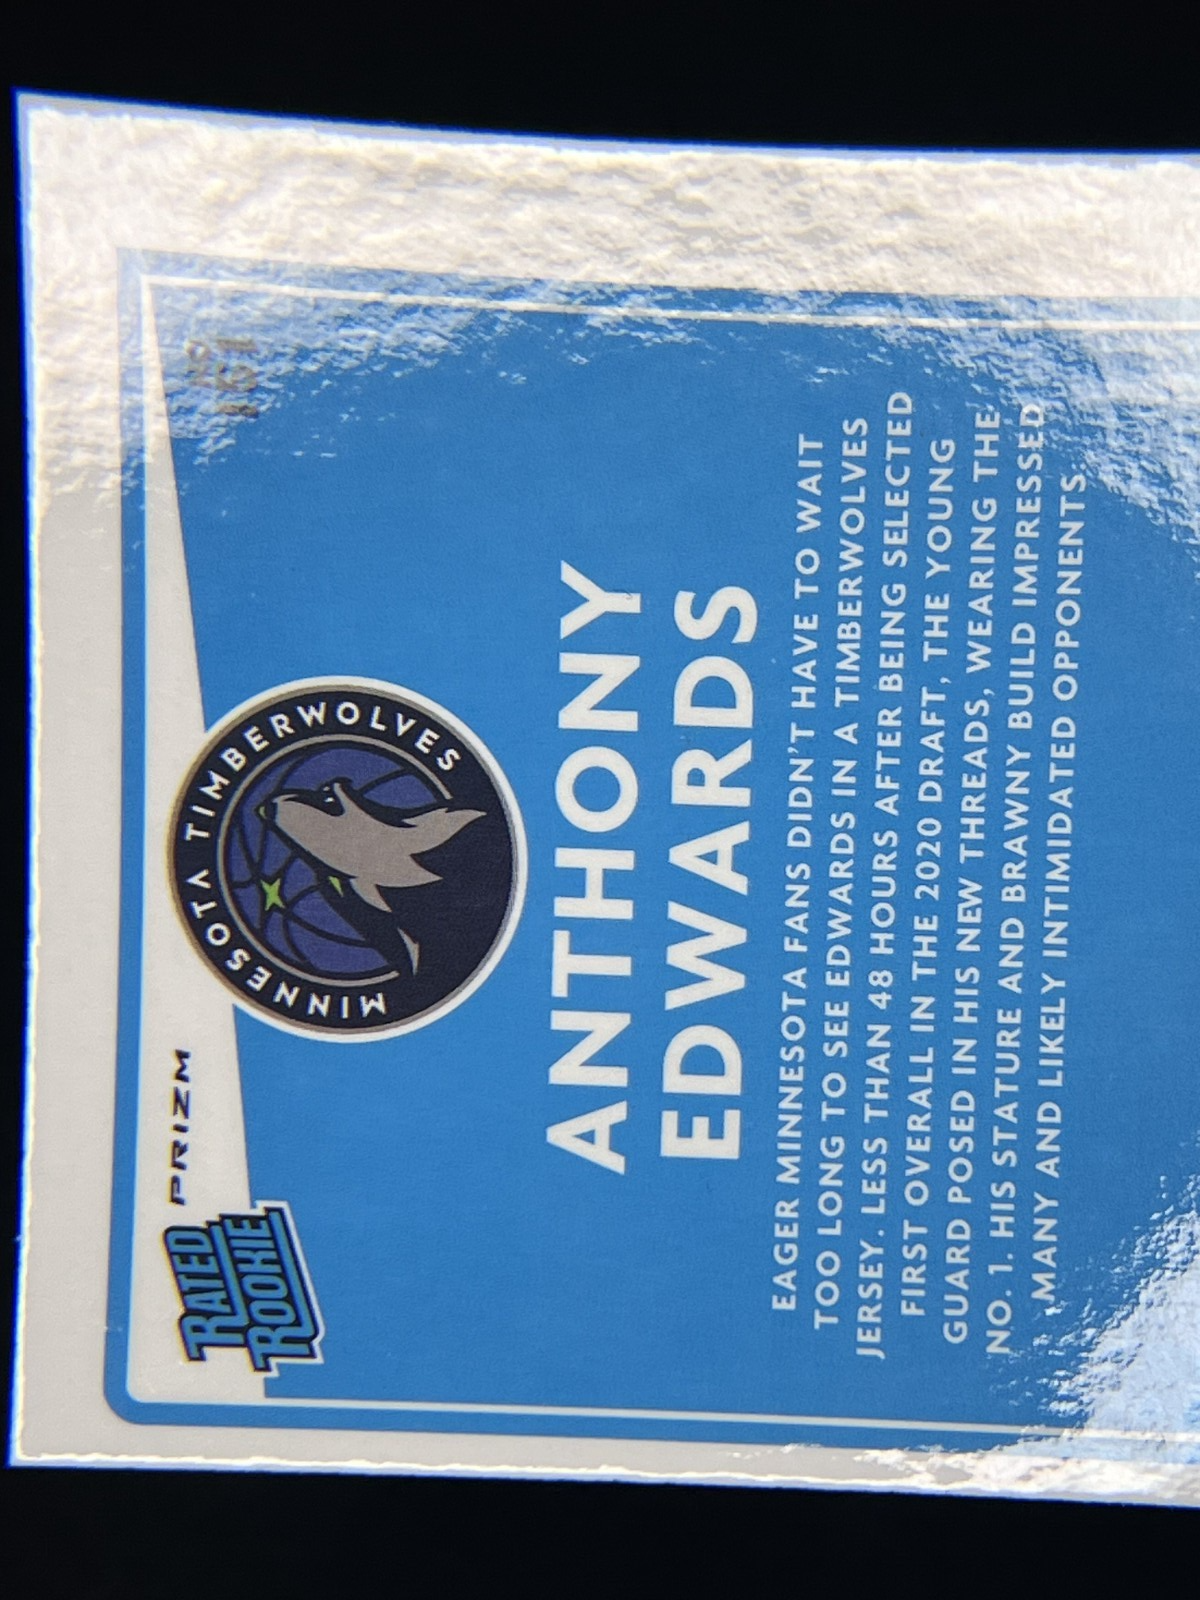 RATED
ROOKIE
PRIZM
MINNESOTA TIMBERWOLVES
NO.
151
ANTHONY
EDWARDS
EAGER MINNESOTA FANS DIDN'T HAVE TO WAIT
TOO LONG TO SEE EDWARDS IN A TIMBERWOLVES
JERSEY. LESS THAN 48 HOURS AFTER BEING SELECTED
FIRST OVERALL IN THE 2020 DRAFT, THE YOUNG
GUARD POSED IN HIS NEW THREADS, WEARING THE
NO. 1. HIS STATURE AND BRAWNY BUILD IMPRESSED
MANY AND LIKELY INTIMIDATED OPPONENTS.